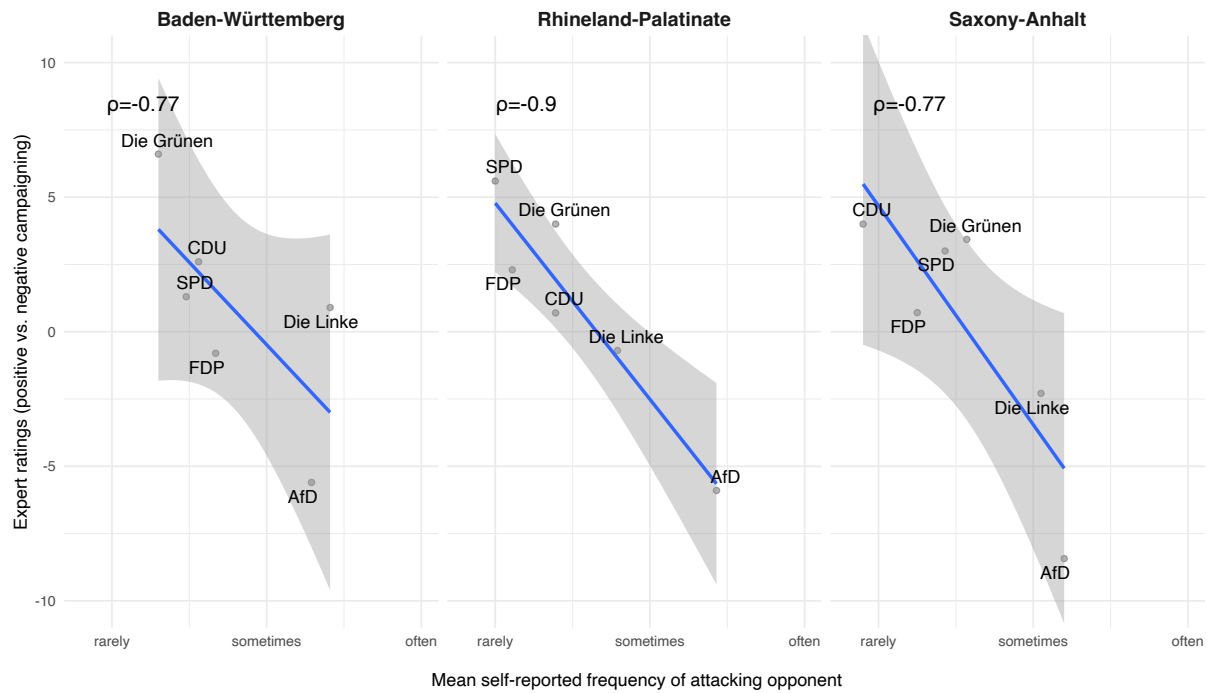 Baden-Württemberg
Rhineland-Palatinate
Saxony-Anhalt
Expert ratings (positive vs. negative campaigning)
10
5
0
-5
-10
ρ=-0.77
Die Grünen
CDU
SPD
FDP
Die Linke
AfD
ρ=-0.9
SPD
Die Grünen
FDP
CDU
Die Linke
AfD
ρ=-0.77
CDU
Die Grünen
SPD
FDP
Die Linke
AfD
rarely sometimes often
rarely sometimes often
rarely sometimes often
Mean self-reported frequency of attacking opponent